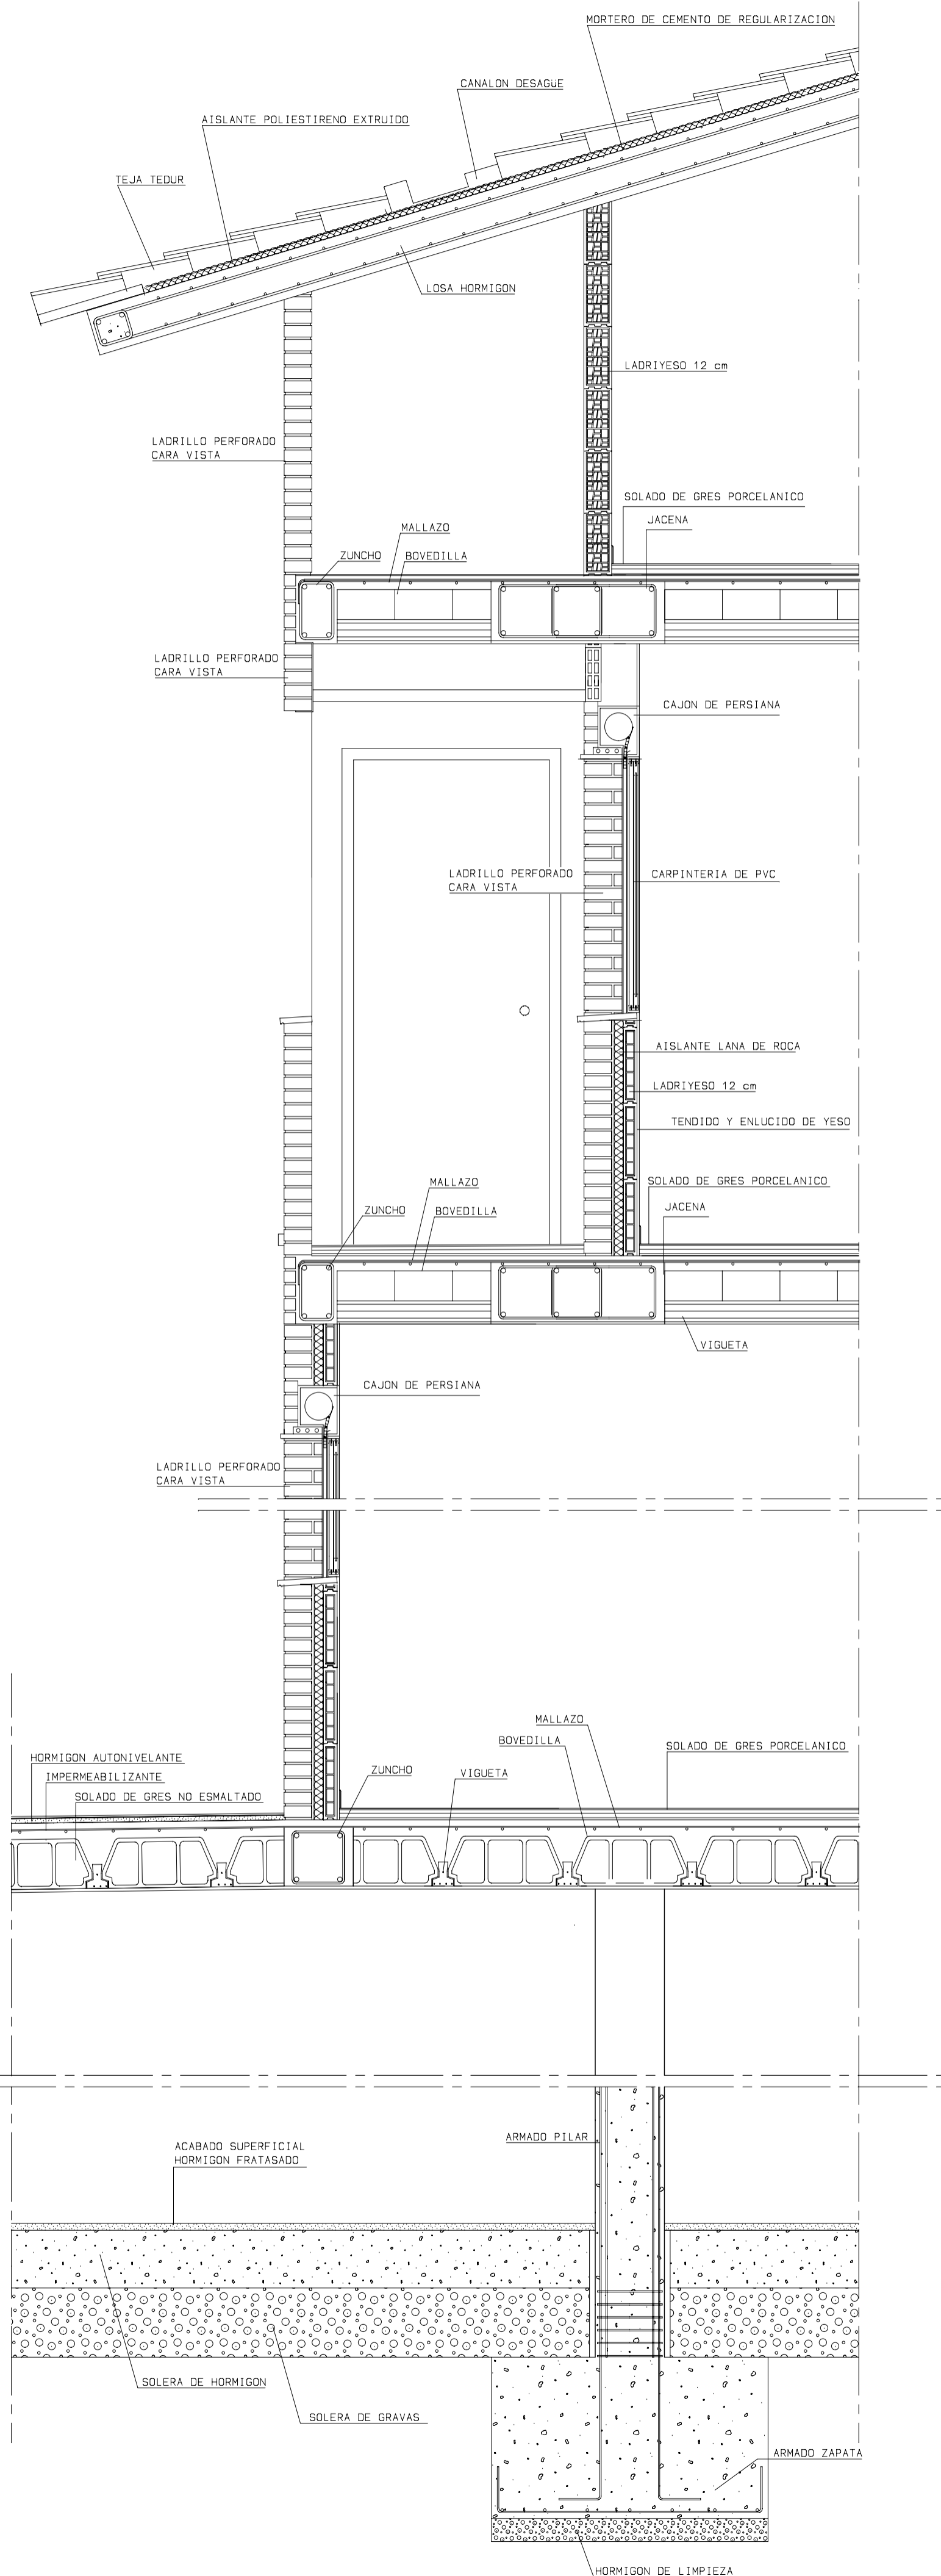 MORTERO DE CEMENTO DE REGULARIZACION
CANALON DESAGÜE
AISLANTE POLIESTIRENO EXTRUIDO
TEJA TEDUR
LOSA HORMIGON
LADRIYESO 12 cm
LADRILLO PERFORADO
CARA VISTA
SOLADO DE GRES PORCELANICO
JACENA
MALLAZO
ZUNCHO
BOVEDILLA
LADRILLO PERFORADO
CARA VISTA
CAJON DE PERSIANA
LADRILLO PERFORADO
CARA VISTA
CARPINTERIA DE PVC
AISLANTE LANA DE ROCA
LADRIYESO 12 cm
TENDIDO Y ENLUCIDO DE YESO
SOLADO DE GRES PORCELANICO
MALLAZO
JACENA
ZUNCHO
BOVEDILLA
VIGUETA
CAJON DE PERSIANA
LADRILLO PERFORADO
CARA VISTA
MALLAZO
BOVEDILLA
SOLADO DE GRES PORCELANICO
HORMIGON AUTONIVELANTE
ZUNCHO
VIGUETA
IMPERMEABILIZANTE
SOLADO DE GRES NO ESMALTADO
ARMADO PILAR
ACABADO SUPERFICIAL
HORMIGON FRATASADO
SOLERA DE HORMIGON
SOLERA DE GRAVAS
ARMADO ZAPATA
HORMIGON DE LIMPIEZA